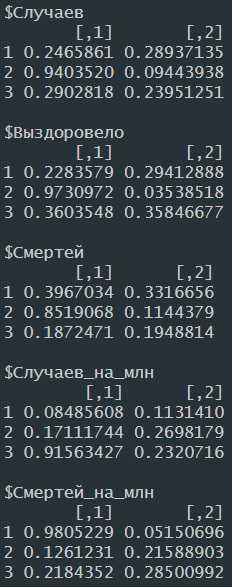 $Случаев
[,1] [,2]
1 0.2465861 0.28937135
2 0.9403520 0.09443938
3 0.2902818 0.23951251
$Выздоровело
[,1] [,2]
1 0.2283579 0.29412888
2 0.9730972 0.03538518
3 0.3603548 0.35846677
$Смертей
[,1] [,2]
1 0.3967034 0.3316656
2 0.8519068 0.1144379
3 0.1872471 0.1948814
$Случаев_на_млн
[,1] [,2]
1 0.08485608 0.1131410
2 0.17111744 0.2698179
3 0.91563427 0.2320716
$Смертей_на_млн
[,1] [,2]
1 0.9805229 0.05150696
2 0.1261231 0.21588903
3 0.2184352 0.28500992